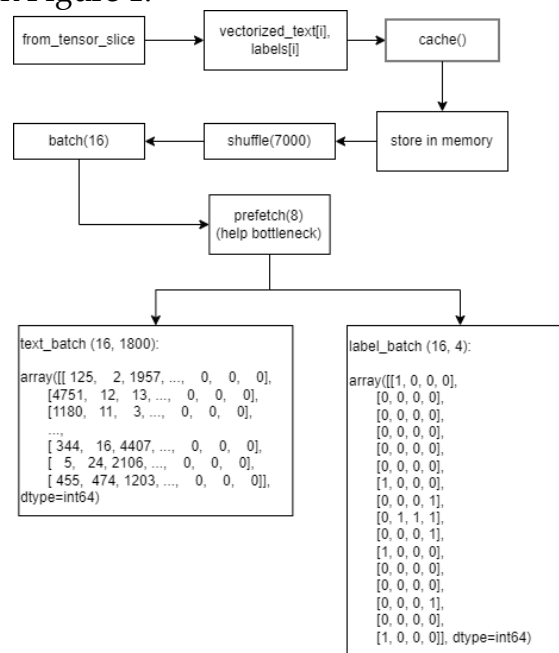 from_tensor_slice
vectorized_text[i],
labels[i]
cache()
store in memory
shuffle(7000)
batch(16)
prefetch(8)
(help bottleneck)
text_batch (16, 1800):
array([[ 125, 2, 1957, ..., 0, 0, 0],
[4751, 12, 13, ..., 0, 0, 0],
[1180, 11, 3, ..., 0, 0, 0],
...,
[ 344, 16, 4407, ..., 0, 0, 0],
[ 5, 24, 2106, ..., 0, 0, 0],
[ 455, 474, 1203, ..., 0, 0, 0]],
dtype=int64)
label_batch (16, 4):
array([[1, 0, 0, 0],
[0, 0, 0, 0],
[0, 0, 0, 0],
[0, 0, 0, 0],
[0, 0, 0, 0],
[0, 0, 0, 0],
[1, 0, 0, 0],
[0, 0, 0, 1],
[0, 1, 1, 1],
[0, 0, 0, 1],
[1, 0, 0, 0],
[0, 0, 0, 0],
[0, 0, 0, 0],
[0, 0, 0, 1],
[0, 0, 0, 0],
[1, 0, 0, 0]], dtype=int64)